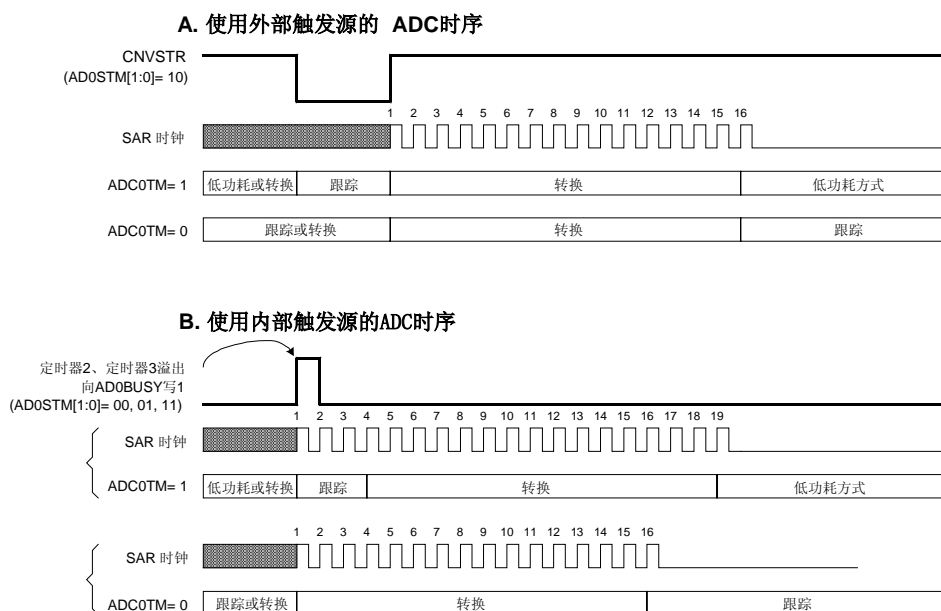 A. 使用外部触发源的 ADC时序
CNVSTR
(AD0STM[1:0]= 10)
1 2 3 4 5 6 7 8 9 10 11 12 13 14 15 16
SAR 时钟
ADC0TM= 1 低功耗或转换 跟踪 转换 低功耗方式
ADC0TM= 0 跟踪或转换 转换 跟踪
B. 使用内部触发源的ADC时序
定时器2、定时器3溢出
向AD0BUSY写1
(AD0STM[1:0]= 00, 01, 11)
1 2 3 4 5 6 7 8 9 10 11 12 13 14 15 16 17 18 19
SAR 时钟
ADC0TM= 1 低功耗或转换 跟踪 转换 低功耗方式
1 2 3 4 5 6 7 8 9 10 11 12 13 14 15 16
SAR 时钟
ADC0TM= 0 跟踪或转换 转换 跟踪